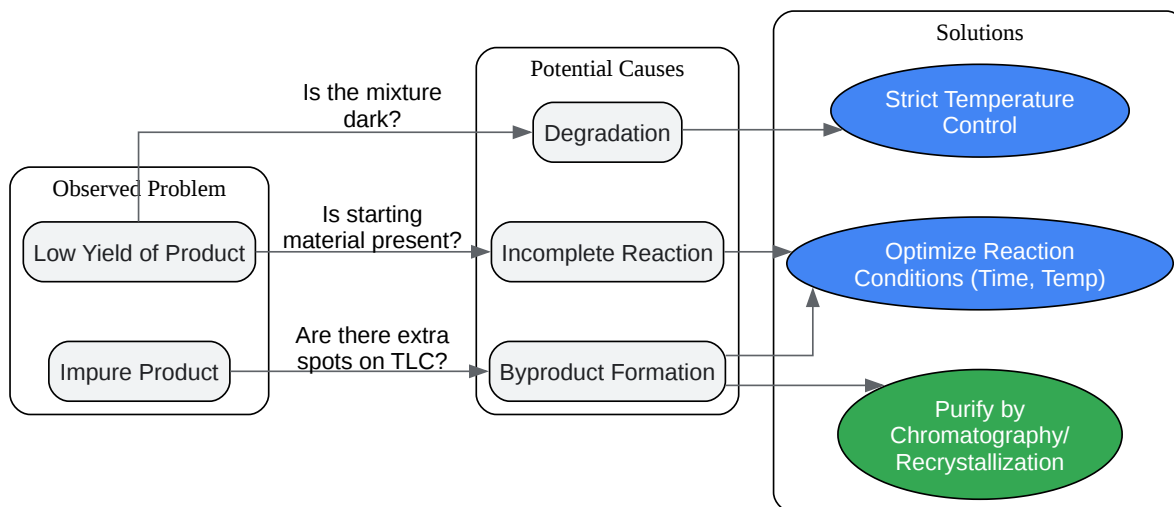 Observed Problem
Low Yield of Product
Impure Product
Is the mixture
dark?
Is starting
material present?
Are there extra
spots on TLC?
Potential Causes
Degradation
Incomplete Reaction
Byproduct Formation
Solutions
Strict Temperature
Control
Optimize Reaction
Conditions (Time, Temp)
Purify by
Chromatography/
Recrystallization